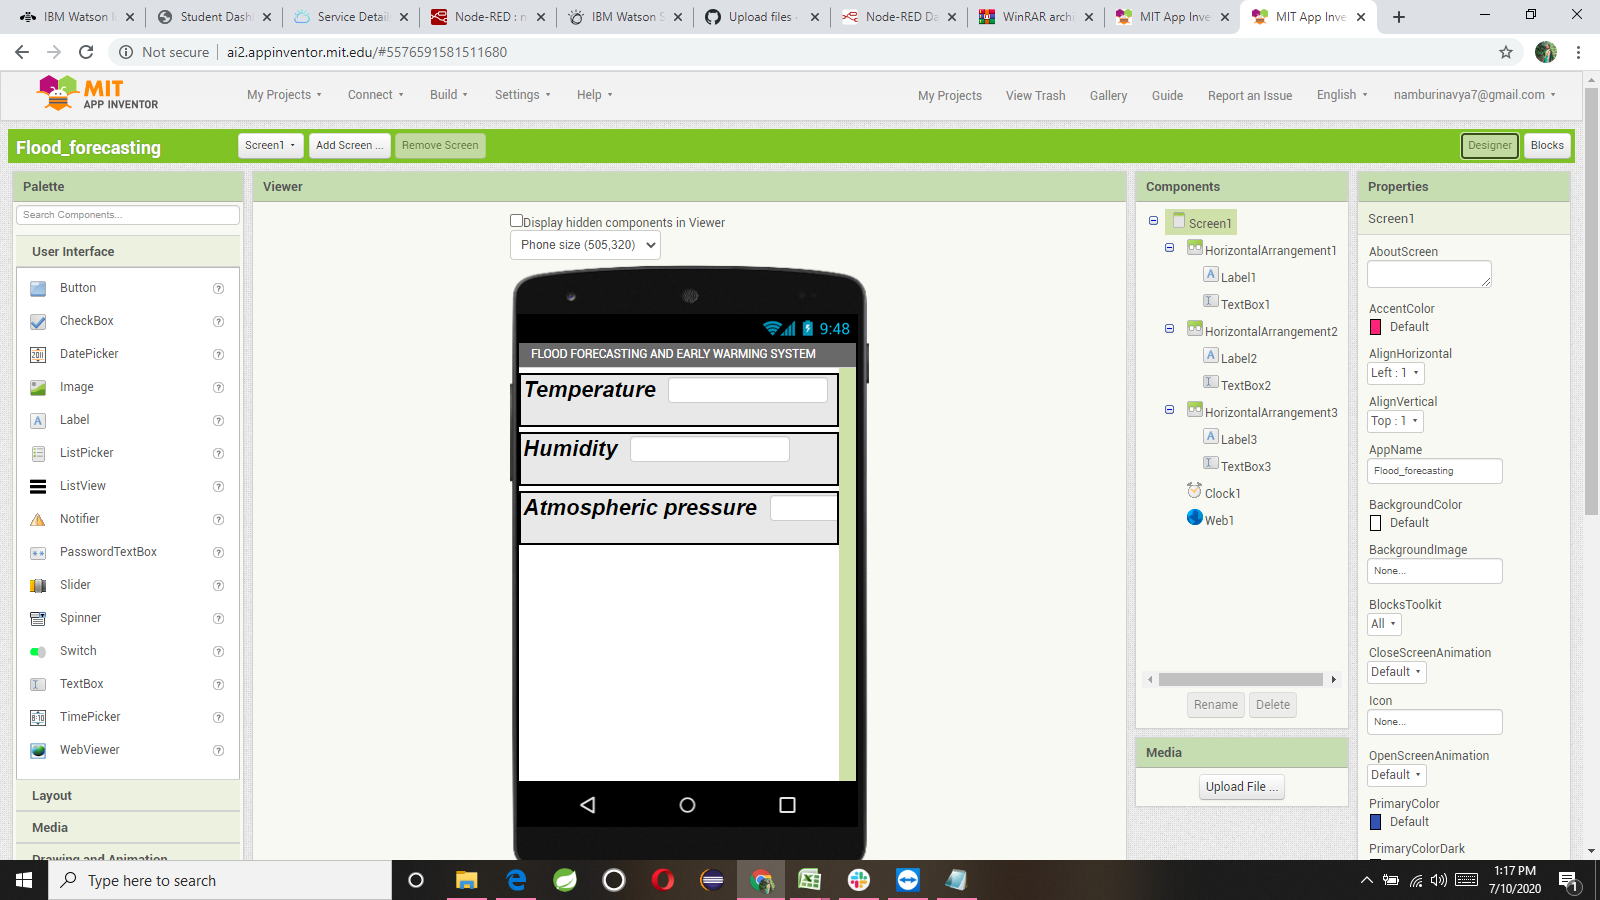 IBM Watson I
Student Dash
Service Detail
Node-RED : n
IBM Watson S
Upload files
Node-RED Da
WinRAR archi
MIT App Inve
MIT App Inve
Not secure
ai2.appinventor.mit.edu/#5576591581511680
MIT
APP INVENTOR
My Projects
Connect
Build
Settings
Help
My Projects
View Trash
Gallery
Guide
Report an Issue
English
namburinavya7@gmail.com
Flood_forecasting
Screen1
Add Screen ...
Remove Screen
Designer
Blocks
Palette
Search Components...
User Interface
Button
CheckBox
DatePicker
Image
Label
ListPicker
ListView
Notifier
PasswordTextBox
Slider
Spinner
Switch
TextBox
TimePicker
WebViewer
Layout
Media
Drawing and Animation
Viewer
Display hidden components in Viewer
Phone size (505,320)
9:48
FLOOD FORECASTING AND EARLY WARMING SYSTEM
Temperature
Humidity
Atmospheric pressure
Components
Screen1
HorizontalArrangement1
Label1
TextBox1
HorizontalArrangement2
Label2
TextBox2
HorizontalArrangement3
Label3
TextBox3
Clock1
Web1
Rename
Delete
Media
Upload File ...
Properties
Screen1
AboutScreen
AccentColor
Default
AlignHorizontal
Left : 1
AlignVertical
Top : 1
AppName
Flood_forecasting
BackgroundColor
Default
BackgroundImage
None...
BlocksToolkit
All
CloseScreenAnimation
Default
Icon
None...
OpenScreenAnimation
Default
PrimaryColor
Default
PrimaryColorDark
Type here to search
1:17 PM
7/10/2020
1